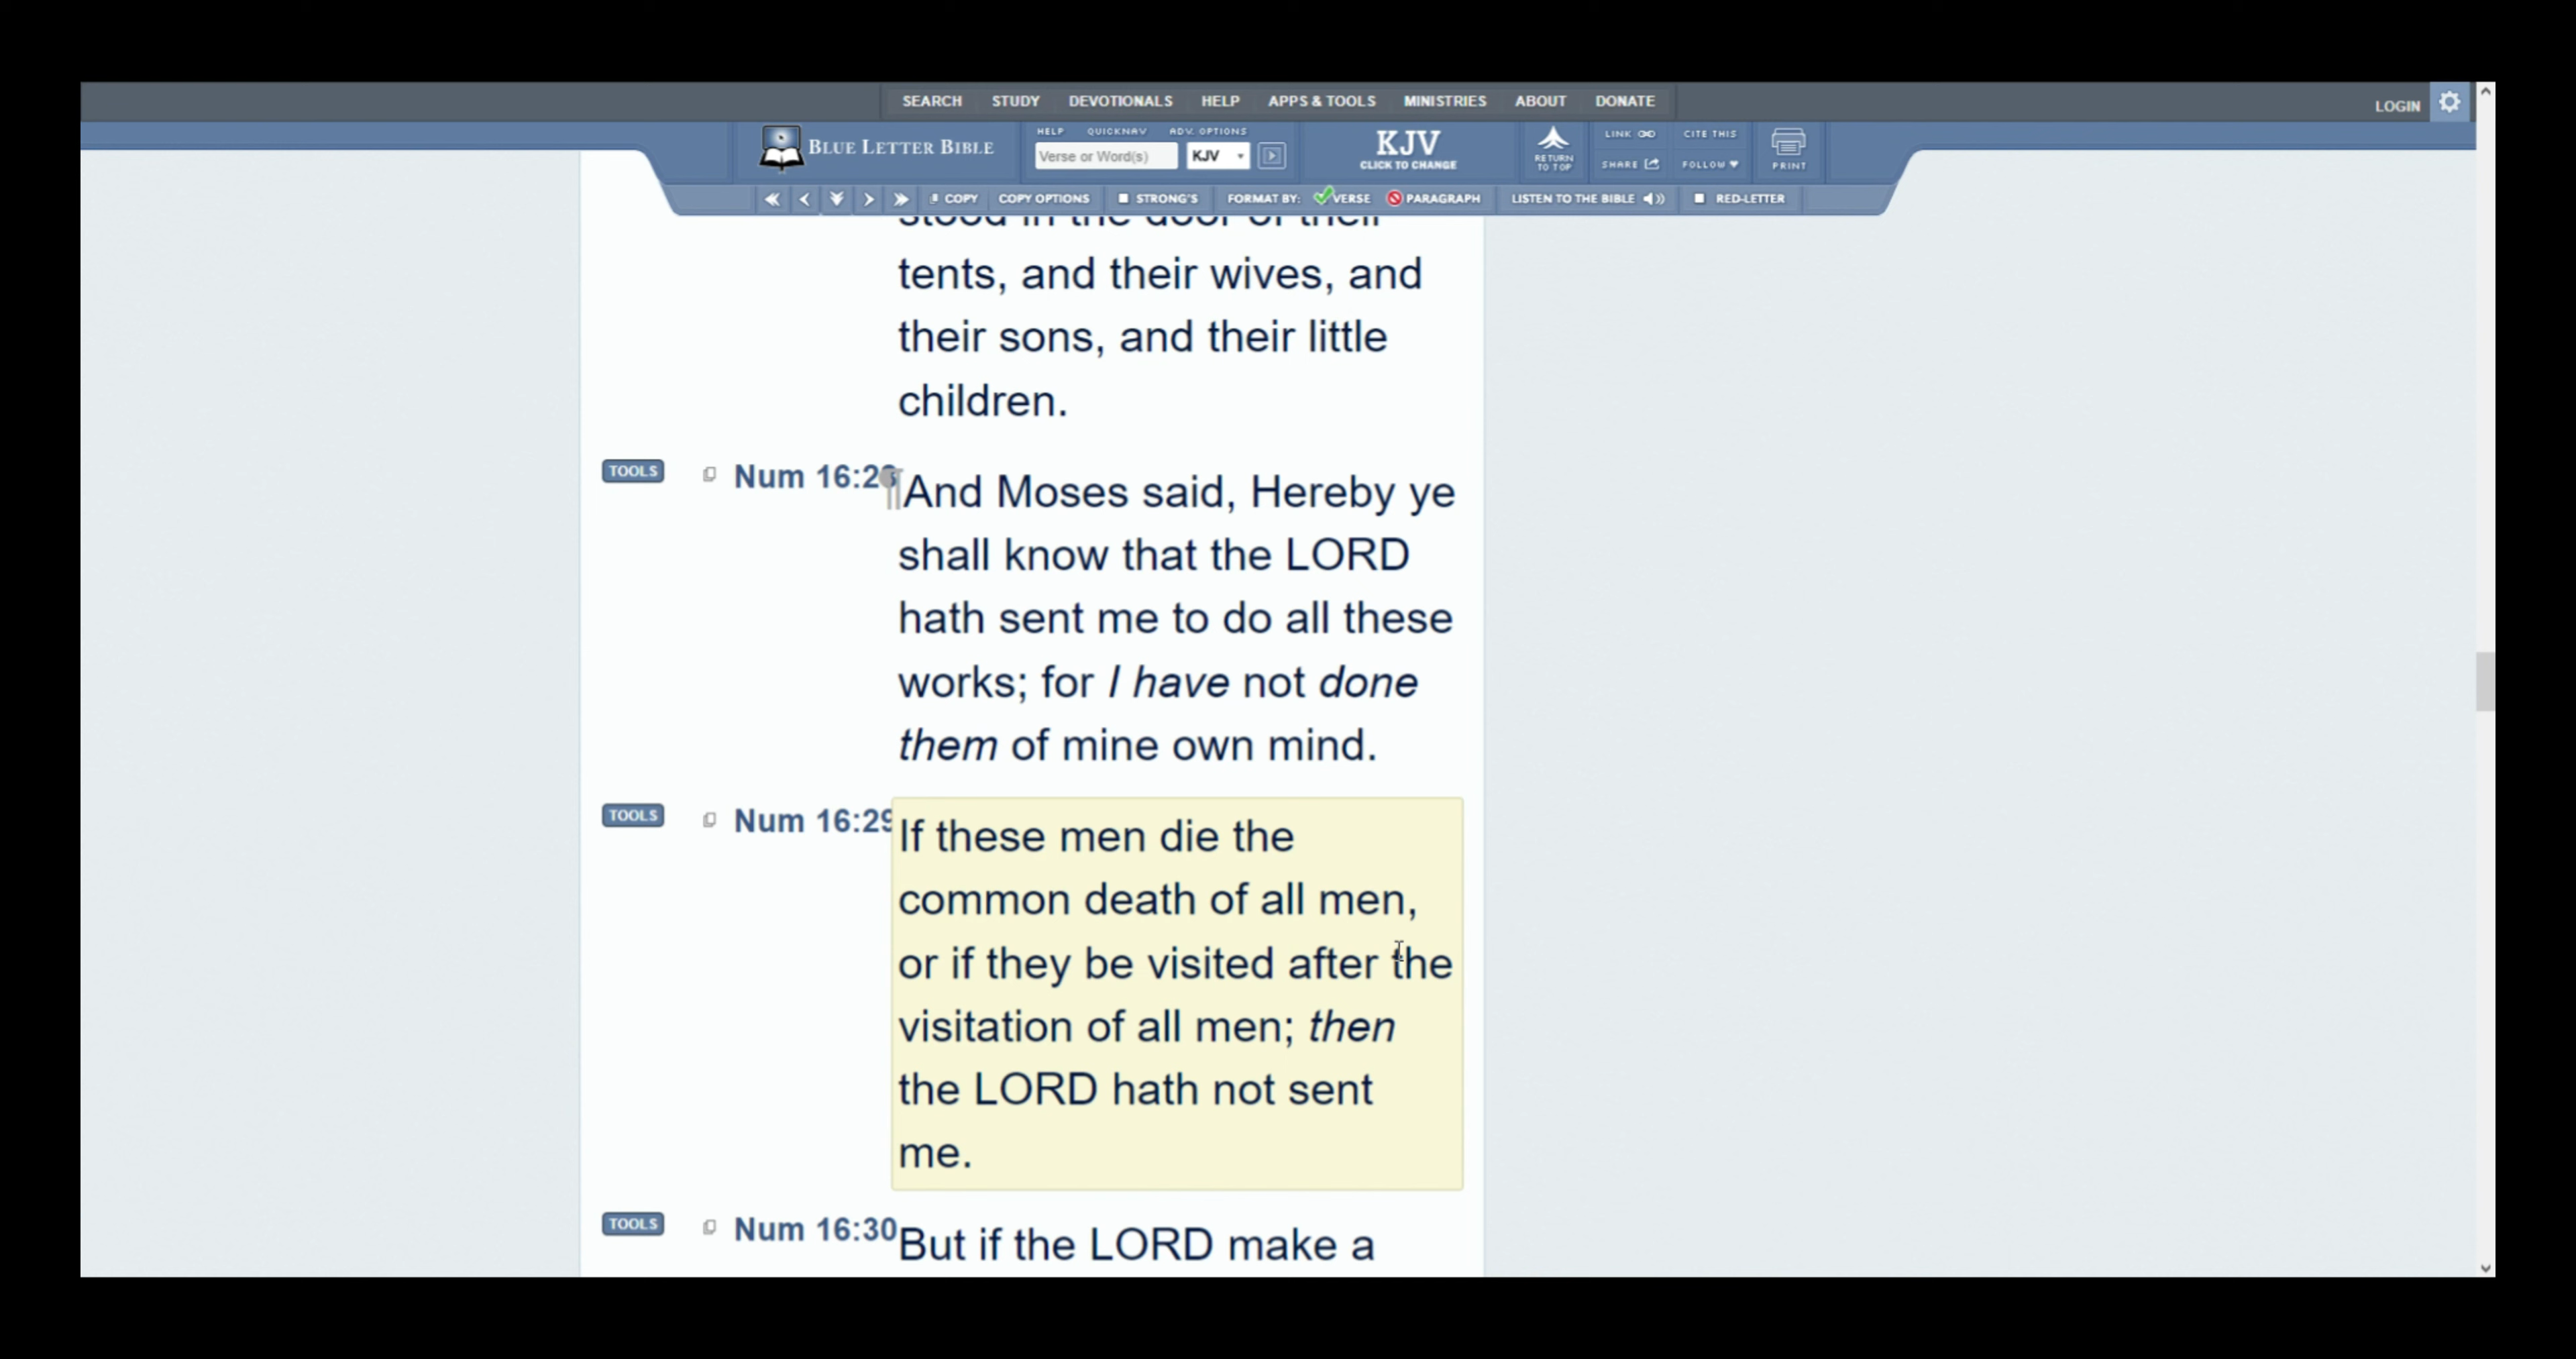 SEARCH STUDY DEVOTIONALS HELP APPS & TOOLS MINISTRIES ABOUT DONATE
LOGIN
BLUE LETTER BIBLE
HELP QUICKNAV ADV. OPTIONS
Verse or Word(s) KJV
KJV
CLICK TO CHANGE
RETURN
TO TOP
LINK CITE THIS
SHARE FOLLOW
PRINT
COPY COPY OPTIONS STRONG'S FORMAT BY: VERSE PARAGRAPH LISTEN TO THE BIBLE RED-LETTER
stood in the door of their
tents, and their wives, and
their sons, and their little
children.
TOOLS Num 16:28 ¶And Moses said, Hereby ye
shall know that the LORD
hath sent me to do all these
works; for I have not done
them of mine own mind.
TOOLS Num 16:29 If these men die the
common death of all men,
or if they be visited after the
visitation of all men; then
the LORD hath not sent
me.
TOOLS Num 16:30 But if the LORD make a